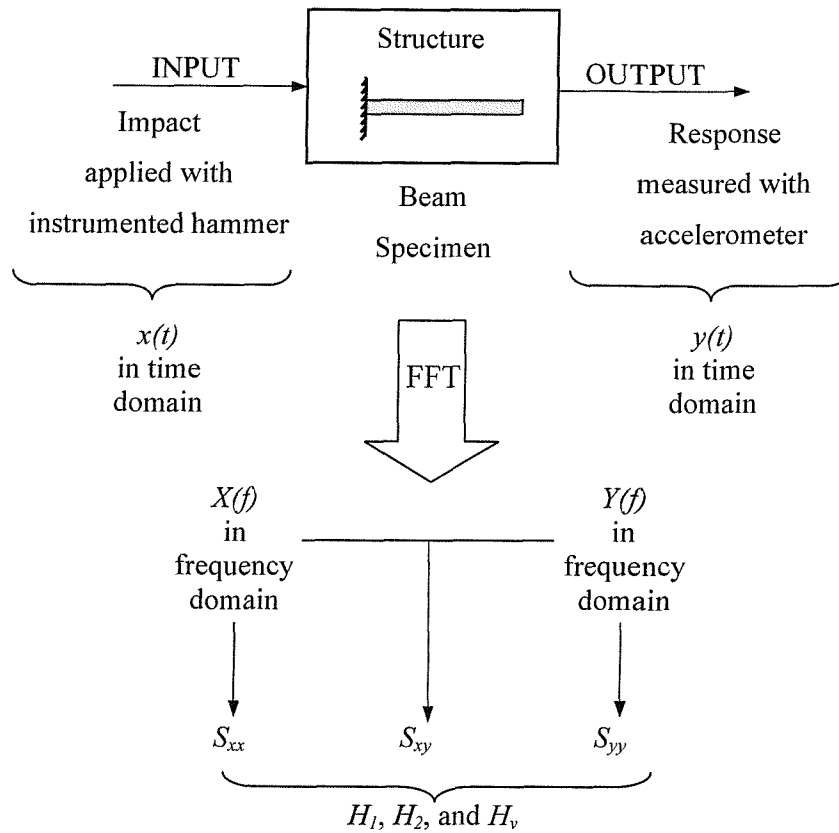 Structure
INPUT
OUTPUT
Impact
applied with
instrumented hammer
Beam
Specimen
Response
measured with
accelerometer
x(t)
in time
domain
FFT
y(t)
in time
domain
X(f)
in
frequency
domain
Y(f)
in
frequency
domain
Sxx
Sxy
Syy
H1, H2, and Hv